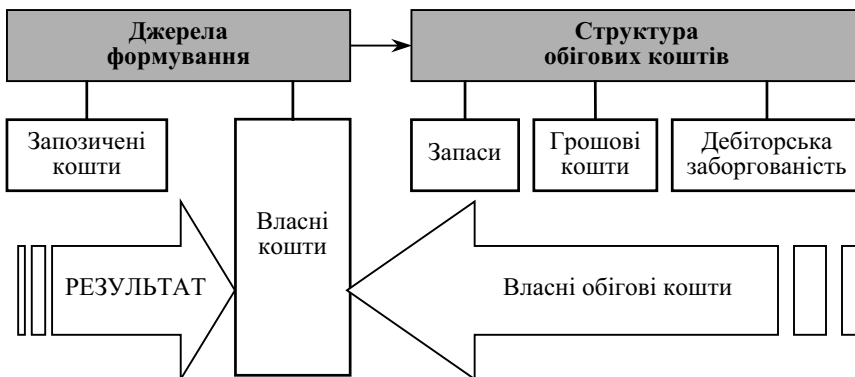 Джерела
формування
Структура
обігових коштів
Запозичені
кошти
Власні
кошти
Запаси
Грошові
кошти
Дебіторська
заборгованість
РЕЗУЛЬТАТ
Власні обігові кошти